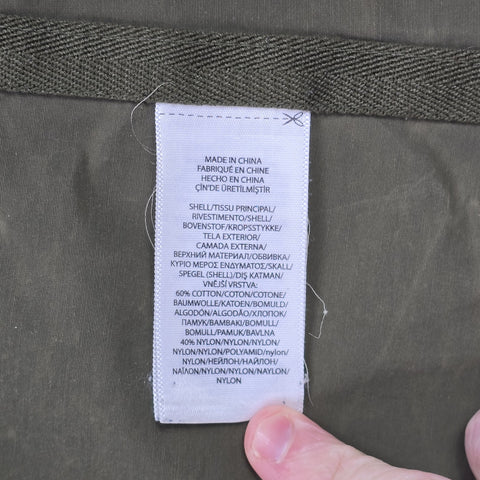 MADE IN CHINA
FABRIQUÉ EN CHINE
HECHO EN CHINA
ÇİN'DE ÜRETİLMİŞTİR
SHELL/TISSU PRINCIPAL/
RIVESTIMENTO/SHELL/
BOVENSTOF/KROPSSTYKKE/
TELA EXTERIOR/
CAMADA EXTERNA/
ВЕРХНИЙ МАТЕРИАЛ/ОБВИВКА/
ΚΥΡΙΟ ΜΕΡΟΣ ΕΝΔΥΜΑΤΟΣ/SKALL/
SPEGEL (SHELL)/DIŞ KATMAN/
VNĚJŠÍ VRSTVA:
60% COTTON/COTON/COTONE/
BAUMWOLLE/KATOEN/BOMULD/
ALGODÓN/ALGODÃO/ХЛОПОК/
ПАМУК/ΒΑΜΒΑΚΙ/BOMULL/
BOMULL/PAMUK/BAVLNA
40% NYLON/NYLON/NYLON/
NYLON/NYLON/POLYAMID/nylon/
NYLON/НЕЙЛОН/НАЙЛОН/
ΝΑΪΛΟΝ/NYLON/NYLON/NAYLON/
NYLON